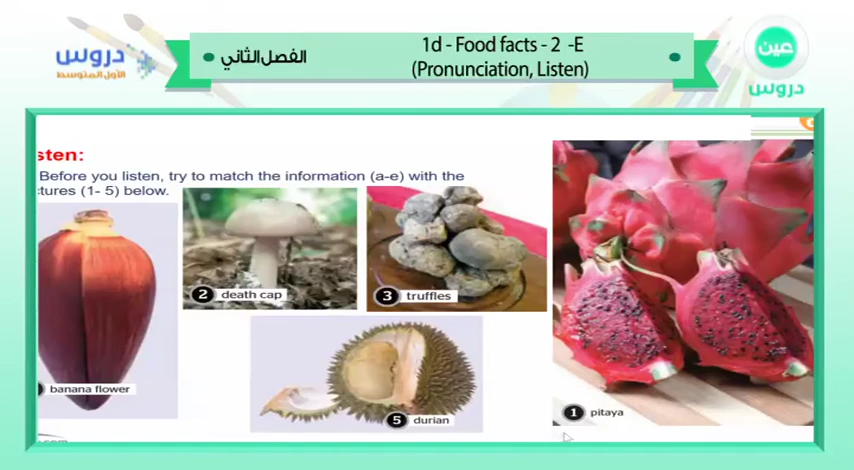 دروس
الأول المتوسط
الفصل الثاني
1d - Food facts - 2 -E
(Pronunciation, Listen)
عين
دروس
sten:
Before you listen, try to match the information (a-e) with the
ctures (1- 5) below.
banana flower
2 death cap
3 truffles
5 durian
1 pitaya